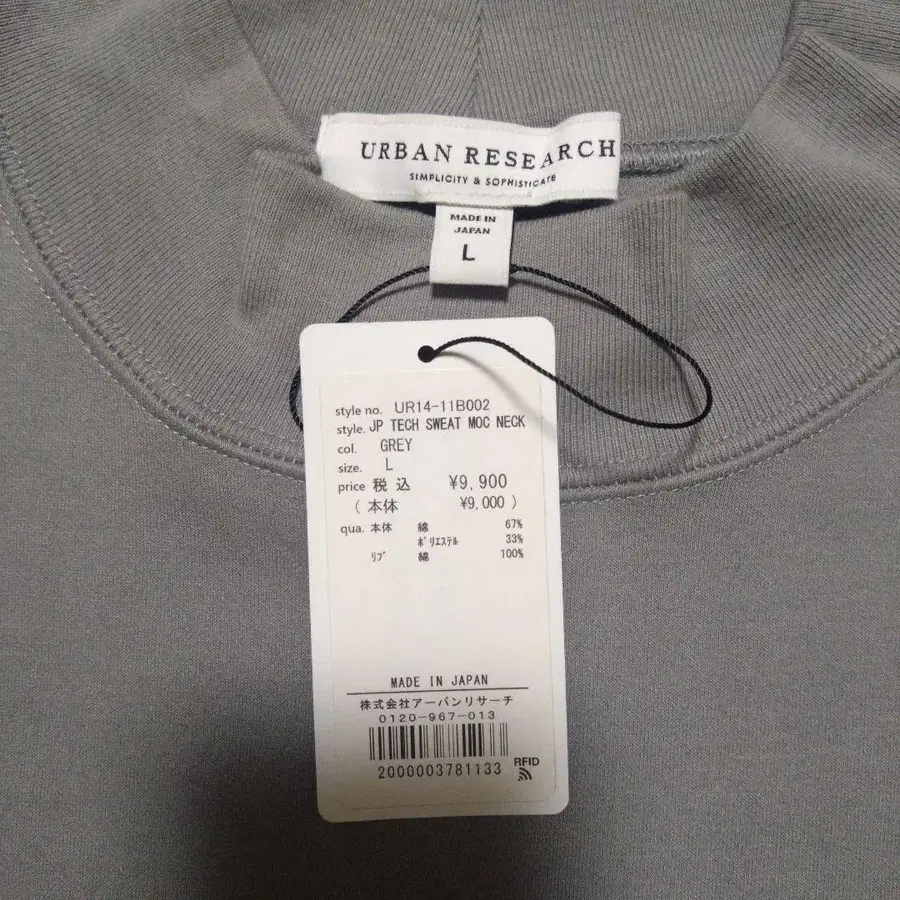 URBAN RESEARCH
SIMPLICITY & SOPHISTICATE
MADE IN
JAPAN
L
style no. UR14-11B002
style. JP TECH SWEAT MOC NECK
col. GREY
size. L
price 税込 ¥9,900
(本体 ¥9,000)
qua. 本体 綿 67%
ポリエステル 33%
リブ 綿 100%
MADE IN JAPAN
株式会社アーバンリサーチ
0120-967-013
2000003781133
RFID